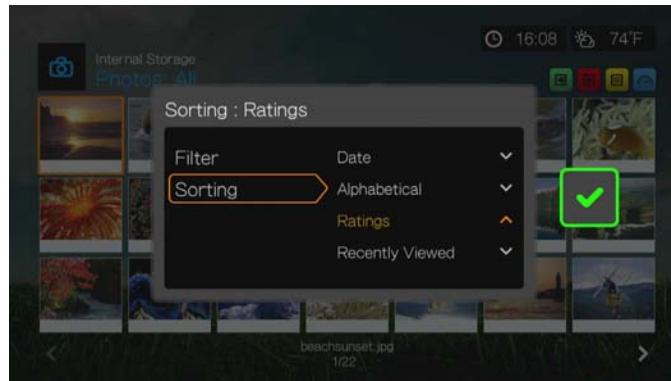 16:08 74°F
Internal Storage
Photos: All
Sorting : Ratings
Filter
Sorting
Date
Alphabetical
Ratings
Recently Viewed
beachsunset.jpg
1/22